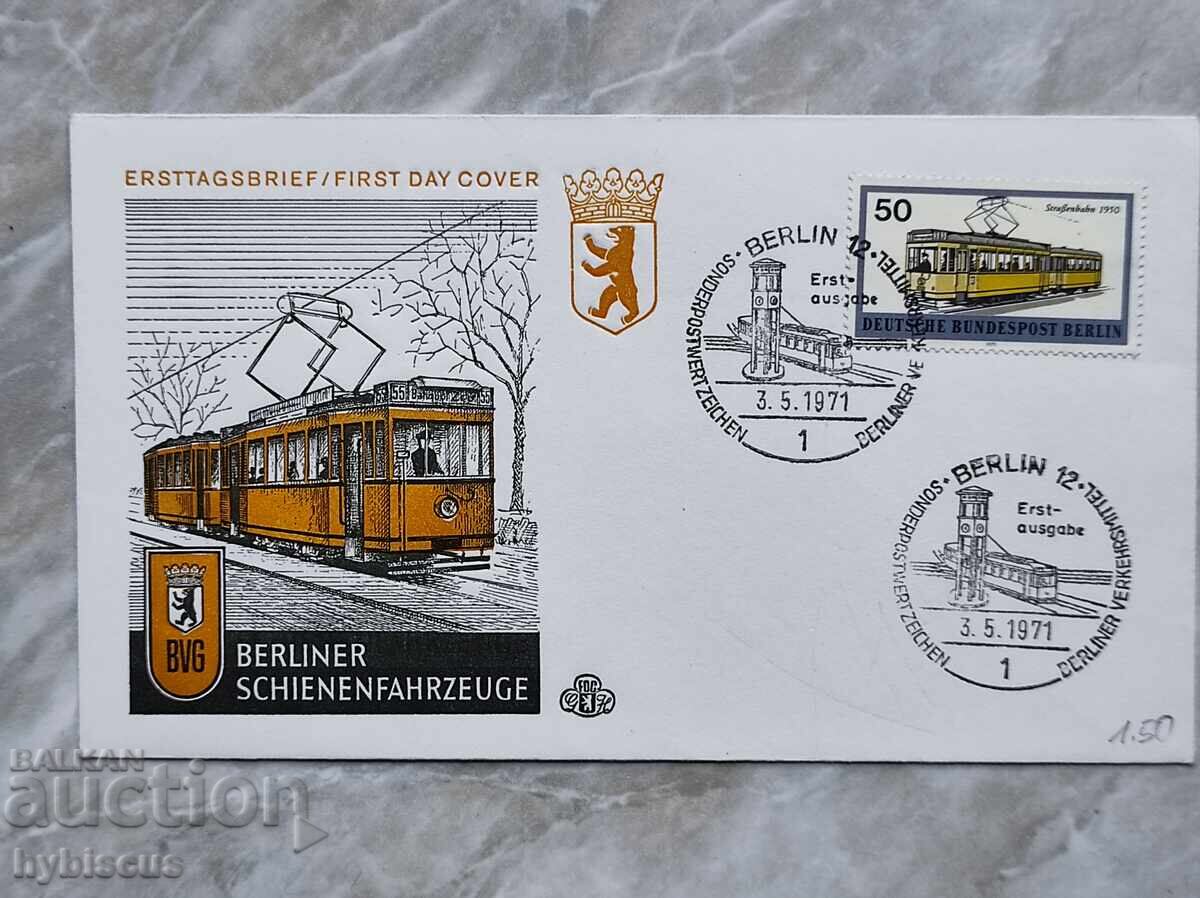 ERSTTAGSBRIEF/FIRST DAY COVER
50
Straßenbahn 1950
DEUTSCHE BUNDESPOST BERLIN
BERLIN 12
SONDERPOSTWERTZEICHEN
BERLINER VERKEHRSMITTEL
Erst-
ausgabe
3.5.1971
1
55
55
BVG
BERLINER
SCHIENENFAHRZEUGE
FDC
BERLIN 12
SONDERPOSTWERTZEICHEN
BERLINER VERKEHRSMITTEL
Erst-
ausgabe
3.5.1971
1
1.50
BALKAN
auction
hybiscus